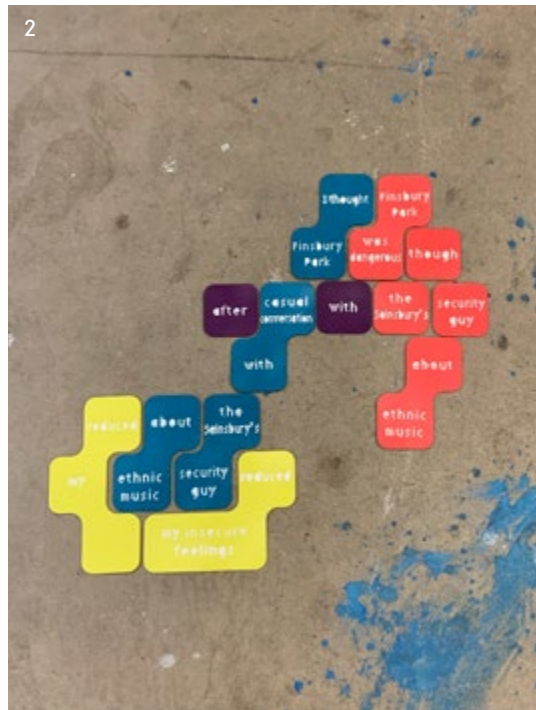 2
I thought
Finsbury
Park
Finsbury
Park
was
dangerous
though
after
casual
conversation
with
the
Sainsbury's
security
guy
with
about
ethnic
music
reduced
about
the
Sainsbury's
my
ethnic
music
security
guy
reduced
my insecure
feelings